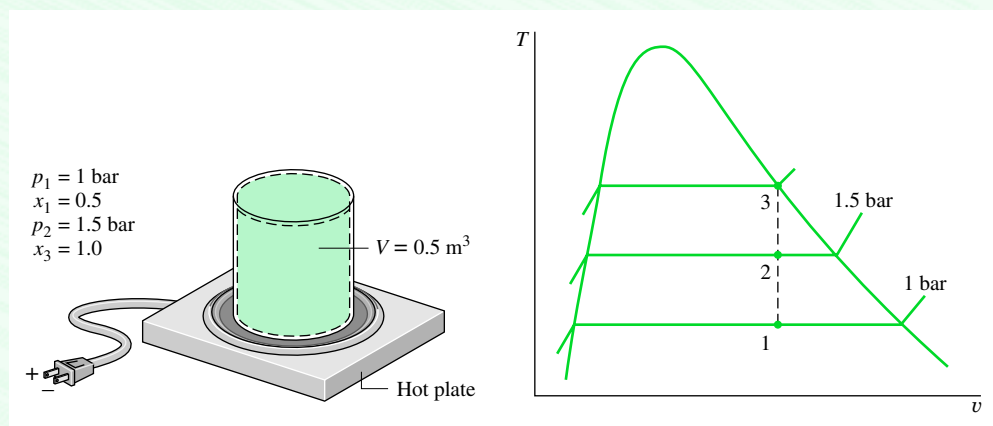 p₁ = 1 bar
x₁ = 0.5
p₂ = 1.5 bar
x₃ = 1.0
V = 0.5 m³
Hot plate
+
–
T
3
1.5 bar
2
1 bar
1
v